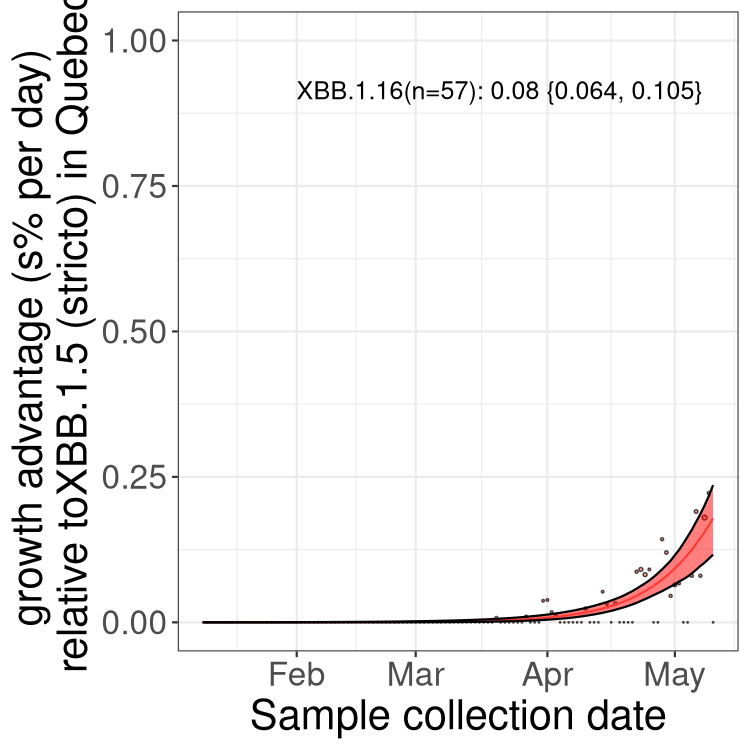 growth advantage (s% per day)
relative toXBB.1.5 (stricto) in Quebec
1.00
0.75
0.50
0.25
0.00
XBB.1.16(n=57): 0.08 {0.064, 0.105}
Feb Mar Apr May
Sample collection date